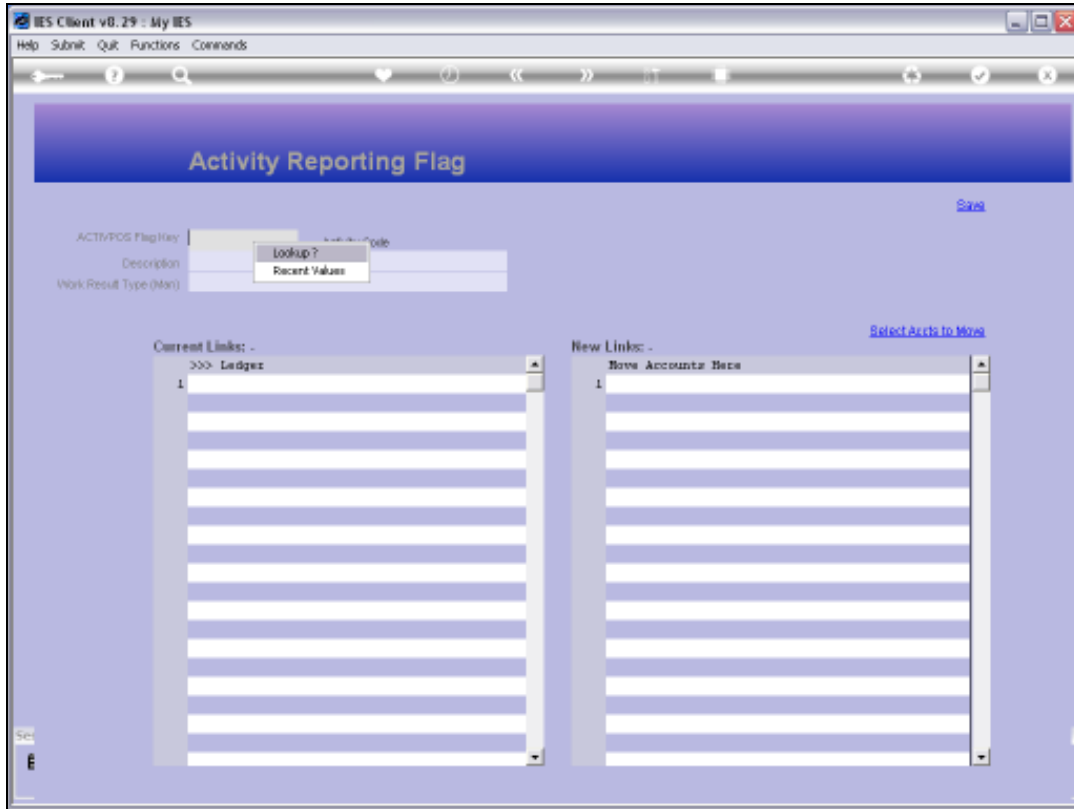 IES Client v8.29 : My IES
Help Submit Quit Functions Commands
Activity Reporting Flag
Save
ACTIVPOS Flag Key
Code
Lookup ?
Description
Recent Values
Work Result Type (Man)
Select Accts to Move
Current Links: - New Links: -
>>> Ledger Move Accounts Here
1 1